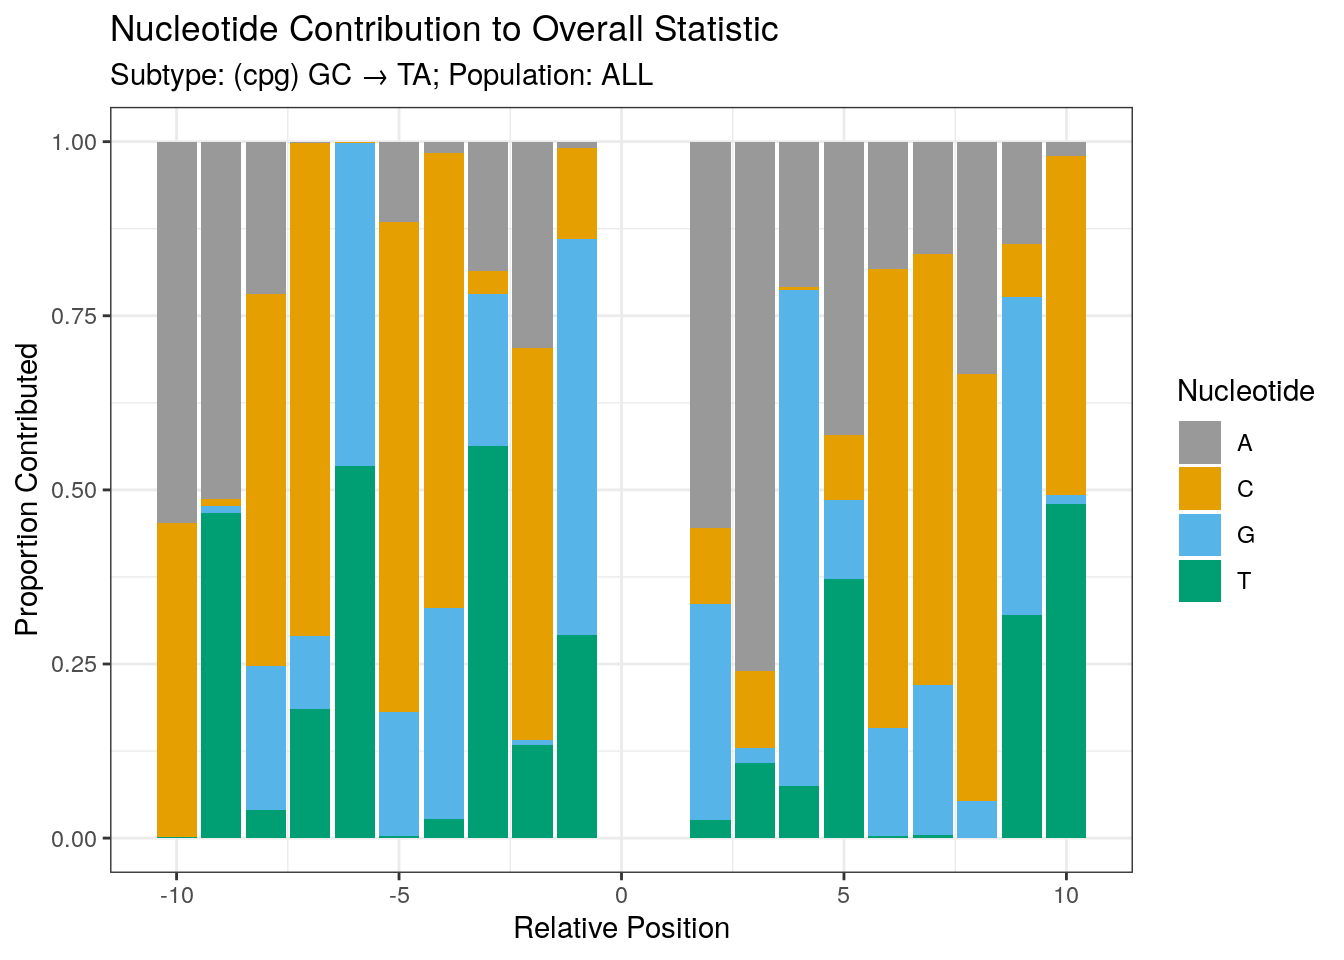 Nucleotide Contribution to Overall Statistic
Subtype: (cpg) GC → TA; Population: ALL
1.00
0.75
0.50
0.25
0.00
Proportion Contributed
-10
-5
0
5
10
Relative Position
Nucleotide
A
C
G
T